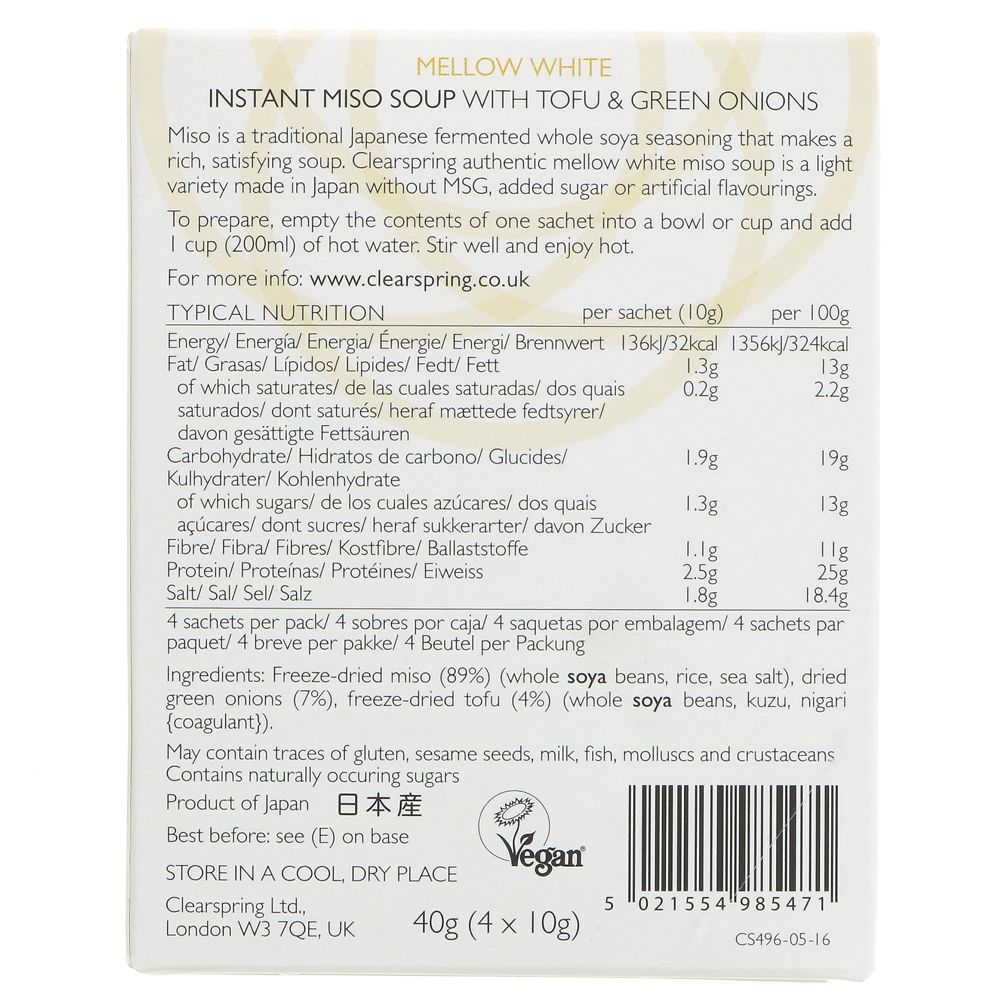 MELLOW WHITE
INSTANT MISO SOUP WITH TOFU & GREEN ONIONS
Miso is a traditional Japanese fermented whole soya seasoning that makes a
rich, satisfying soup. Clearspring authentic mellow white miso soup is a light
variety made in Japan without MSG, added sugar or artificial flavourings.
To prepare, empty the contents of one sachet into a bowl or cup and add
1 cup (200ml) of hot water. Stir well and enjoy hot.
For more info: www.clearspring.co.uk
TYPICAL NUTRITION per sachet (10g) per 100g
Energy/ Energía/ Energia/ Énergie/ Energi/ Brennwert 136kJ/32kcal 1356kJ/324kcal
Fat/ Grasas/ Lípidos/ Lipides/ Fedt/ Fett 1.3g 13g
of which saturates/ de las cuales saturadas/ dos quais 0.2g 2.2g
saturados/ dont saturés/ heraf mættede fedtsyrer/
davon gesättigte Fettsäuren
Carbohydrate/ Hidratos de carbono/ Glucides/ 1.9g 19g
Kulhydrater/ Kohlenhydrate
of which sugars/ de los cuales azúcares/ dos quais 1.3g 13g
açúcares/ dont sucres/ heraf sukkerarter/ davon Zucker
Fibre/ Fibra/ Fibres/ Kostfibre/ Ballaststoffe 1.1g 11g
Protein/ Proteínas/ Protéines/ Eiweiss 2.5g 25g
Salt/ Sal/ Sel/ Salz 1.8g 18.4g
4 sachets per pack/ 4 sobres por caja/ 4 saquetas por embalagem/ 4 sachets par
paquet/ 4 breve per pakke/ 4 Beutel per Packung
Ingredients: Freeze-dried miso (89%) (whole soya beans, rice, sea salt), dried
green onions (7%), freeze-dried tofu (4%) (whole soya beans, kuzu, nigari
{coagulant}).
May contain traces of gluten, sesame seeds, milk, fish, molluscs and crustaceans
Contains naturally occuring sugars
Product of Japan 日本産
Best before: see (E) on base
Vegan®
STORE IN A COOL, DRY PLACE
Clearspring Ltd.,
London W3 7QE, UK
40g (4 x 10g)
5 021554 985471
CS496-05-16